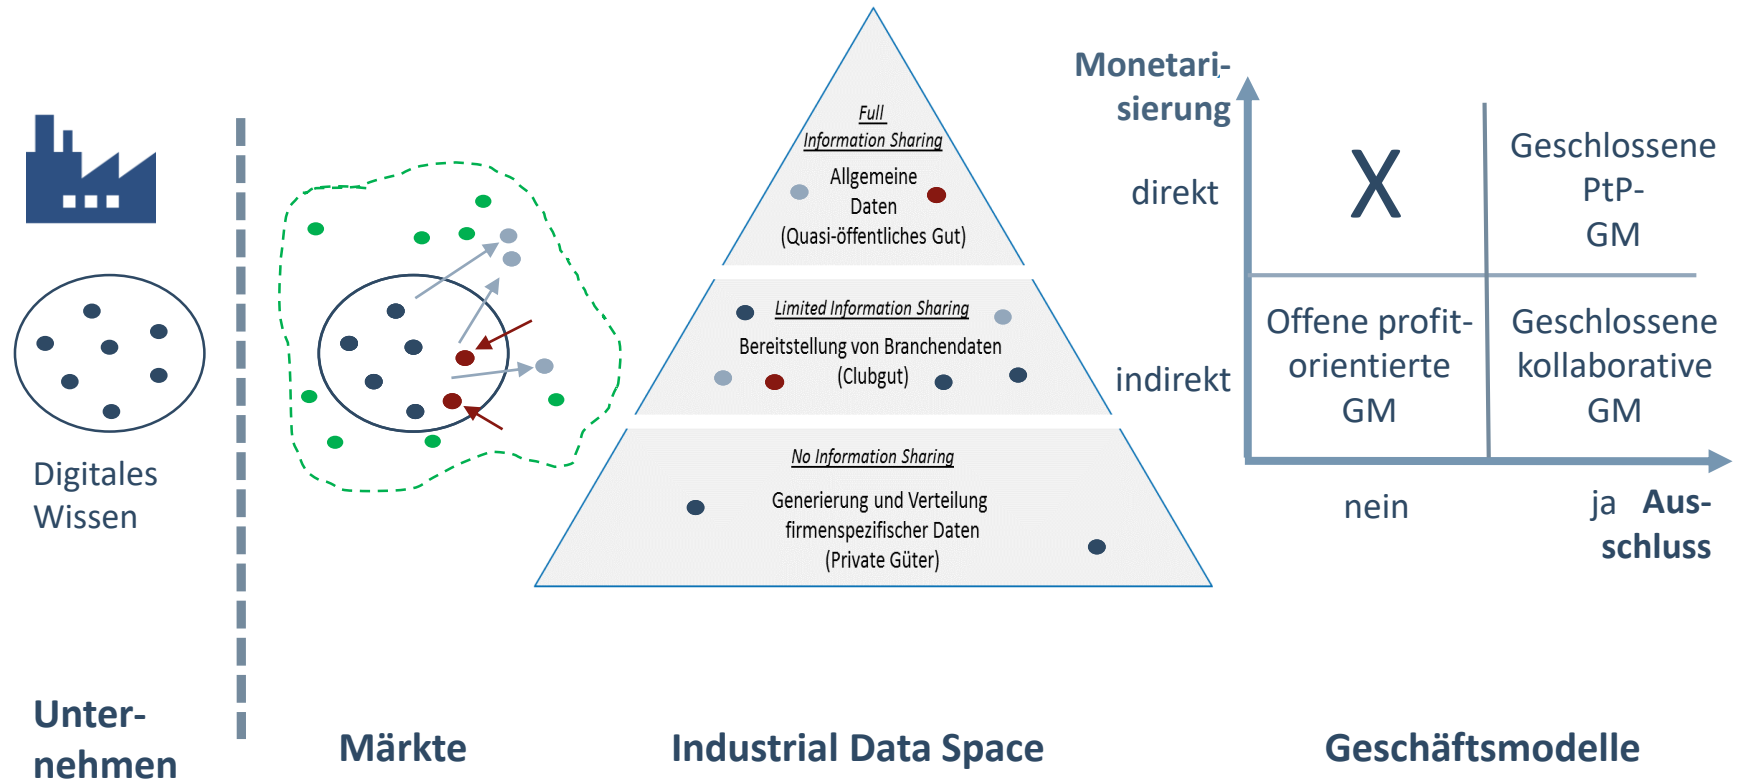 Digitales
Wissen
Unter-
nehmen
Märkte
Full
Information Sharing
Allgemeine
Daten
(Quasi-öffentliches Gut)
Limited Information Sharing
Bereitstellung von Branchendaten
(Clubgut)
No Information Sharing
Generierung und Verteilung
firmenspezifischer Daten
(Private Güter)
Industrial Data Space
Monetari-
sierung
direkt
indirekt
X
Geschlossene
PtP-
GM
Offene profit-
orientierte
GM
Geschlossene
kollaborative
GM
nein
ja Aus-
schluss
Geschäftsmodelle